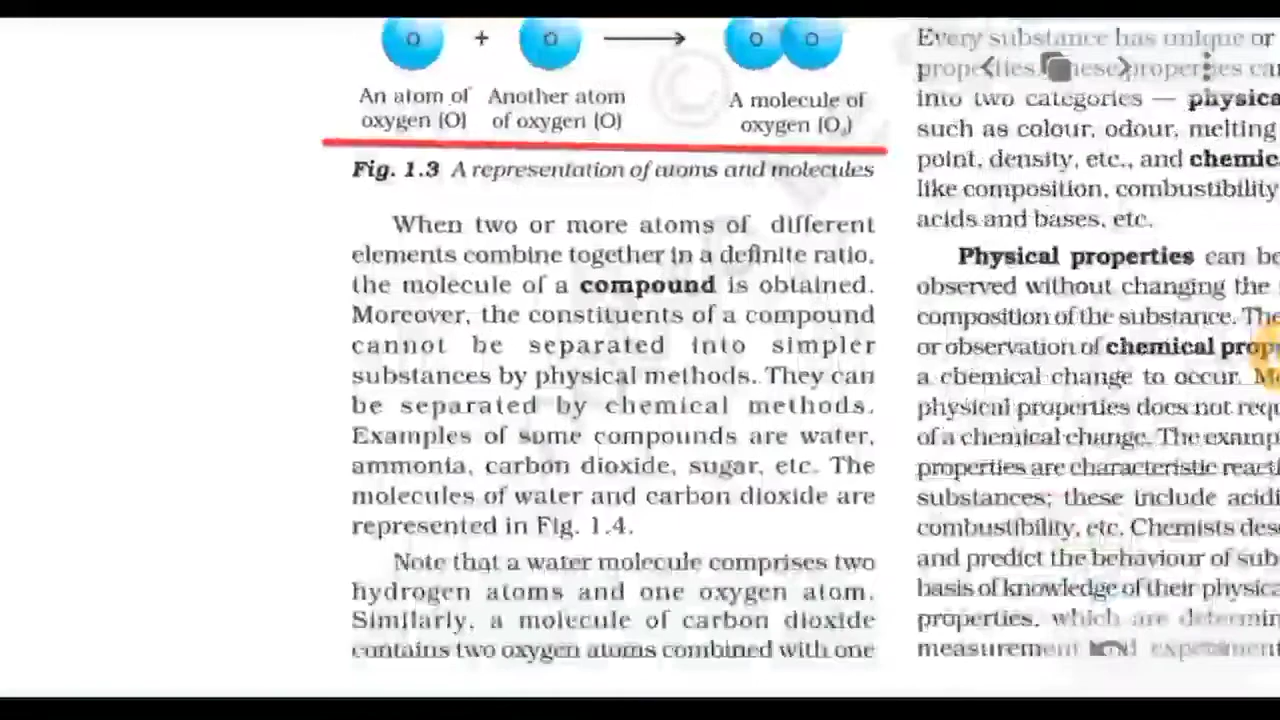 O + O O O
An atom of Another atom A molecule of
oxygen (O) of oxygen (O) oxygen (O₂)
Fig. 1.3 A representation of atoms and molecules
When two or more atoms of different
elements combine together in a definite ratio,
the molecule of a compound is obtained.
Moreover, the constituents of a compound
cannot be separated into simpler
substances by physical methods. They can
be separated by chemical methods.
Examples of some compounds are water,
ammonia, carbon dioxide, sugar, etc. The
molecules of water and carbon dioxide are
represented in Fig. 1.4.
Note that a water molecule comprises two
hydrogen atoms and one oxygen atom.
Similarly, a molecule of carbon dioxide
contains two oxygen atoms combined with one
Every substance has unique or
properties. These properties ca
into two categories — physica
such as colour, odour, melting
point, density, etc., and chemic
like composition, combustibility
acids and bases, etc.
Physical properties can be
observed without changing the
composition of the substance. The
or observation of chemical prop
a chemical change to occur. Me
physical properties does not requ
of a chemical change. The examp
properties are characteristic reacti
substances; these include acidi
combustibility, etc. Chemists des
and predict the behaviour of sub
basis of knowledge of their physica
properties, which are determin
measurement and experiment